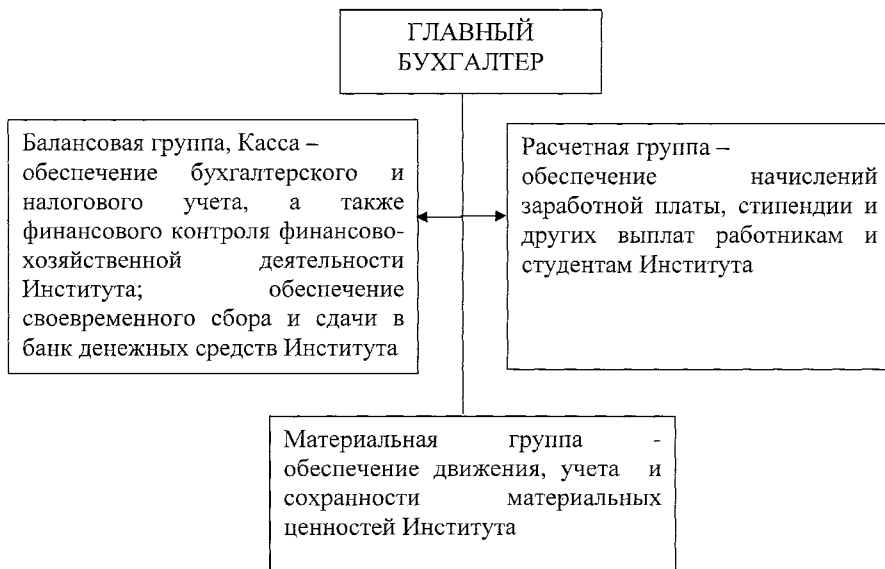 ГЛАВНЫЙ
БУХГАЛТЕР
Балансовая группа, Касса –
обеспечение бухгалтерского и
налогового учета, а также
финансового контроля финансово-
хозяйственной деятельности
Института; обеспечение
своевременного сбора и сдачи в
банк денежных средств Института
Расчетная группа –
обеспечение начислений
заработной платы, стипендии и
других выплат работникам и
студентам Института
Материальная группа -
обеспечение движения, учета и
сохранности материальных
ценностей Института